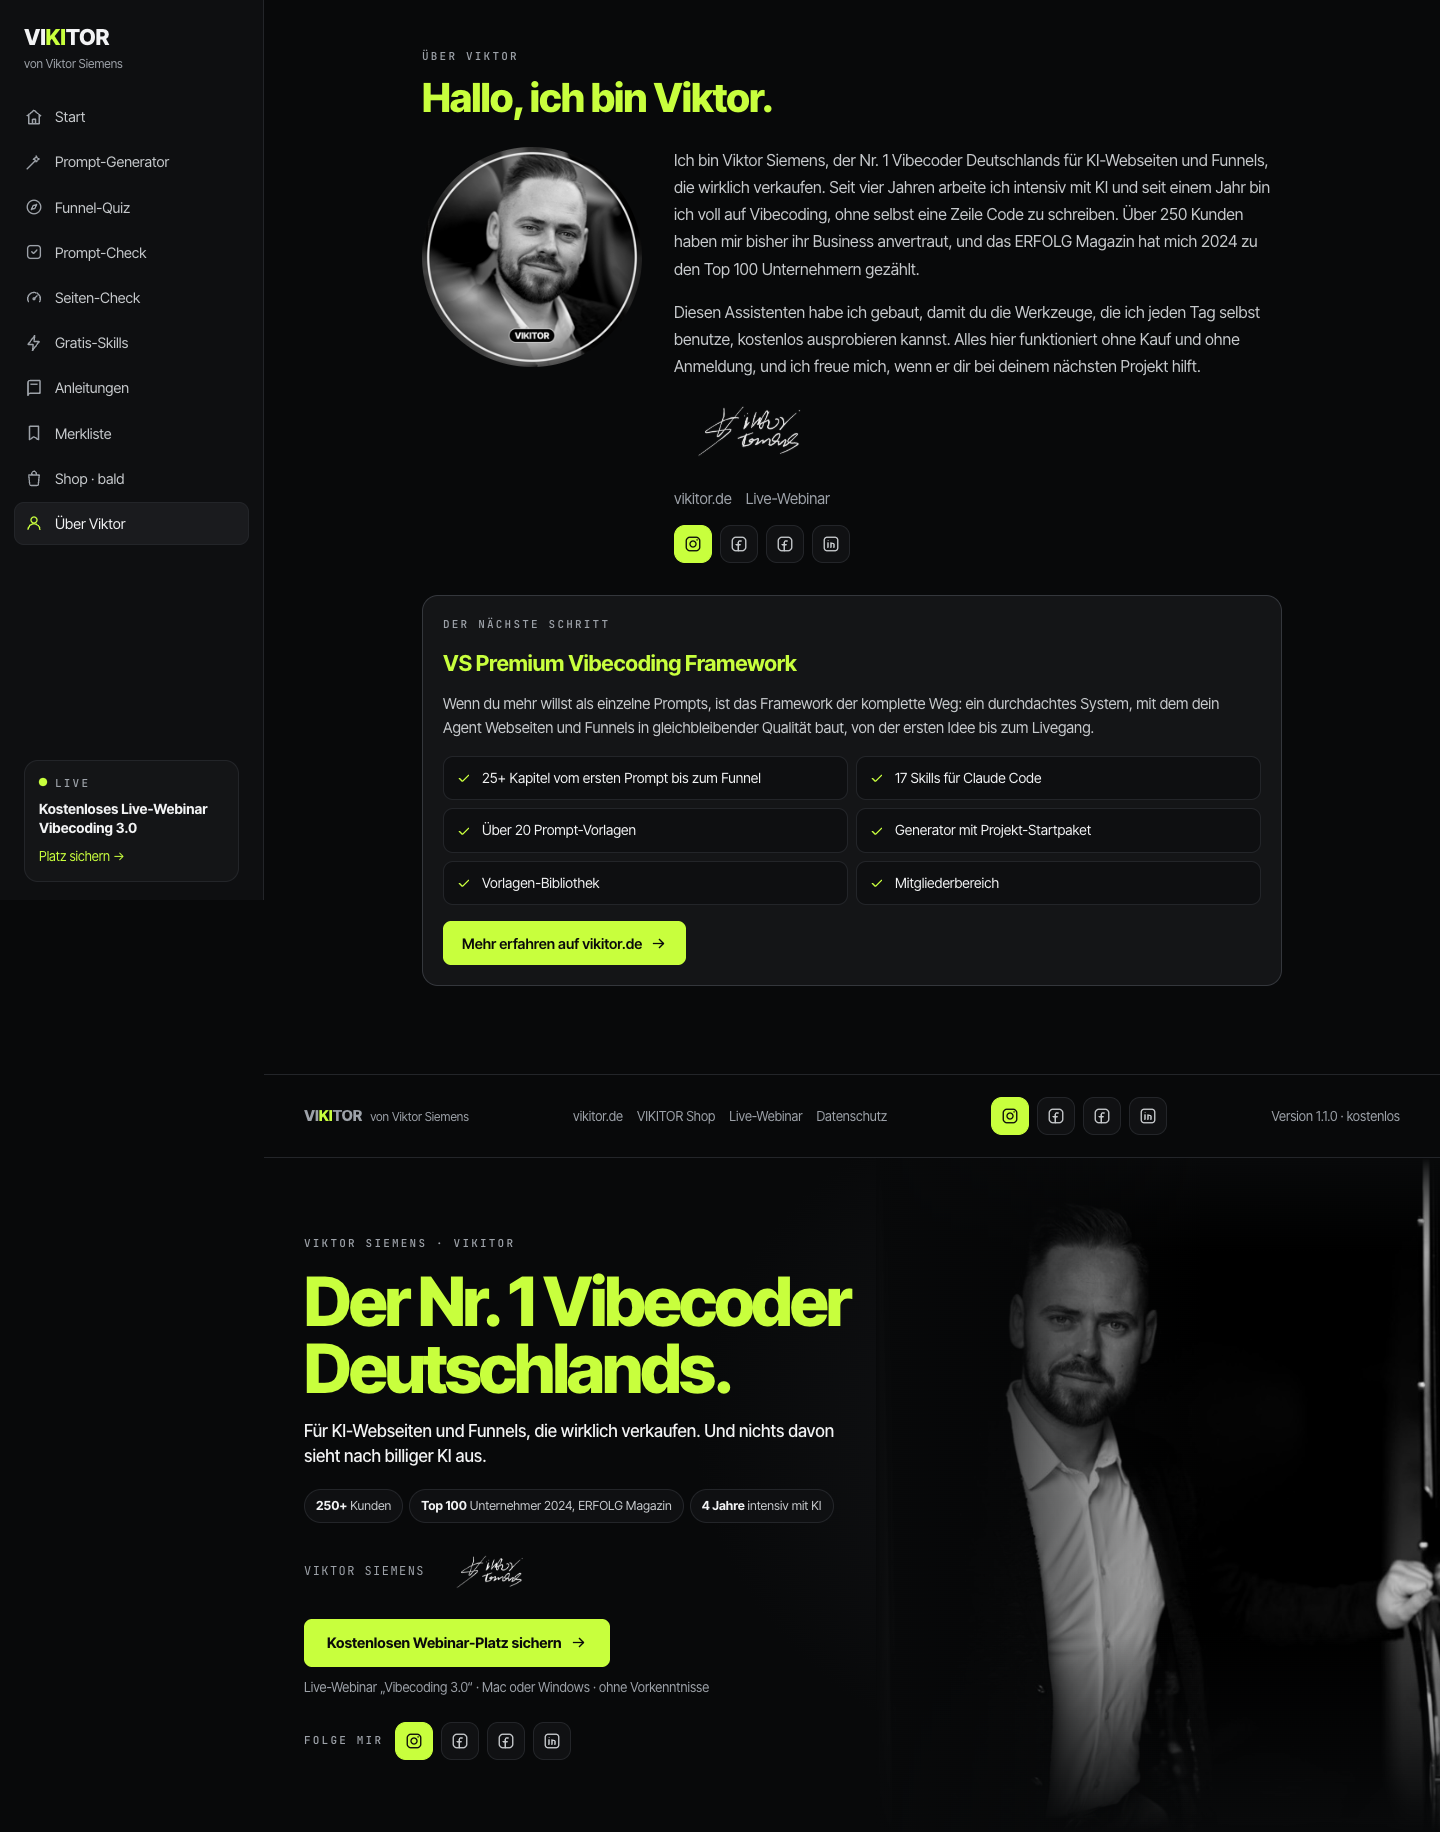 VIKITOR
von Viktor Siemens
Start
Prompt-Generator
Funnel-Quiz
Prompt-Check
Seiten-Check
Gratis-Skills
Anleitungen
Merkliste
Shop · bald
Über Viktor
LIVE
Kostenloses Live-Webinar
Vibecoding 3.0
Platz sichern →
ÜBER VIKTOR
Hallo, ich bin Viktor.
VIKITOR
Ich bin Viktor Siemens, der Nr. 1 Vibecoder Deutschlands für KI-Webseiten und Funnels,
die wirklich verkaufen. Seit vier Jahren arbeite ich intensiv mit KI und seit einem Jahr bin
ich voll auf Vibecoding, ohne selbst eine Zeile Code zu schreiben. Über 250 Kunden
haben mir bisher ihr Business anvertraut, und das ERFOLG Magazin hat mich 2024 zu
den Top 100 Unternehmern gezählt.
Diesen Assistenten habe ich gebaut, damit du die Werkzeuge, die ich jeden Tag selbst
benutze, kostenlos ausprobieren kannst. Alles hier funktioniert ohne Kauf und ohne
Anmeldung, und ich freue mich, wenn er dir bei deinem nächsten Projekt hilft.
vikitor.de Live-Webinar
DER NÄCHSTE SCHRITT
VS Premium Vibecoding Framework
Wenn du mehr willst als einzelne Prompts, ist das Framework der komplette Weg: ein durchdachtes System, mit dem dein
Agent Webseiten und Funnels in gleichbleibender Qualität baut, von der ersten Idee bis zum Livegang.
25+ Kapitel vom ersten Prompt bis zum Funnel
17 Skills für Claude Code
Über 20 Prompt-Vorlagen
Generator mit Projekt-Startpaket
Vorlagen-Bibliothek
Mitgliederbereich
Mehr erfahren auf vikitor.de →
VIKITOR von Viktor Siemens
vikitor.de VIKITOR Shop Live-Webinar Datenschutz
Version 1.1.0 · kostenlos
VIKTOR SIEMENS · VIKITOR
Der Nr. 1 Vibecoder
Deutschlands.
Für KI-Webseiten und Funnels, die wirklich verkaufen. Und nichts davon
sieht nach billiger KI aus.
250+ Kunden
Top 100 Unternehmer 2024, ERFOLG Magazin
4 Jahre intensiv mit KI
VIKTOR SIEMENS
Kostenlosen Webinar-Platz sichern →
Live-Webinar „Vibecoding 3.0“ · Mac oder Windows · ohne Vorkenntnisse
FOLGE MIR